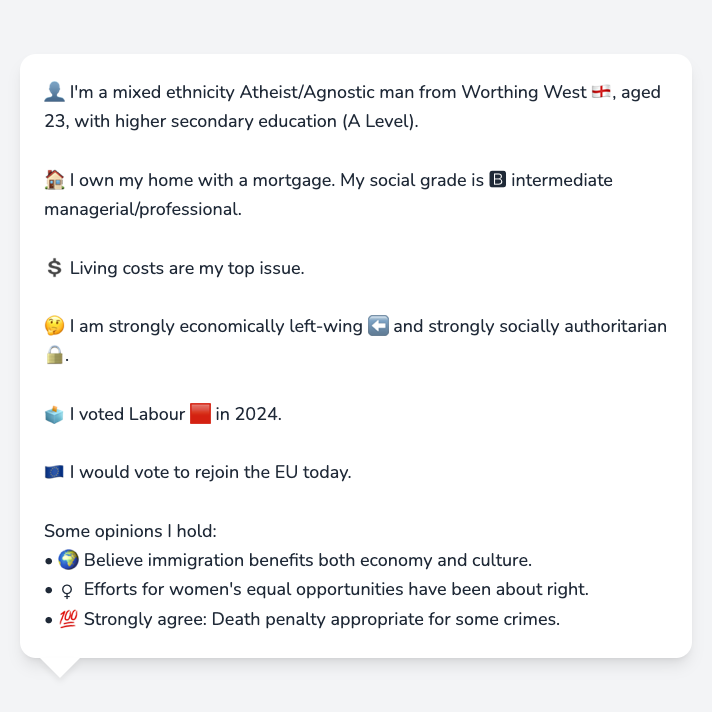 👤 I'm a mixed ethnicity Atheist/Agnostic man from Worthing West 🏴󠁧󠁢󠁥󠁮󠁧󠁿, aged
23, with higher secondary education (A Level).
🏠 I own my home with a mortgage. My social grade is 🅱 intermediate
managerial/professional.
💲 Living costs are my top issue.
🤔 I am strongly economically left-wing ⬅️ and strongly socially authoritarian
🔒.
🗳️ I voted Labour 🟥 in 2024.
🇪🇺 I would vote to rejoin the EU today.
Some opinions I hold:
• 🌍 Believe immigration benefits both economy and culture.
• ♀ Efforts for women's equal opportunities have been about right.
• 💯 Strongly agree: Death penalty appropriate for some crimes.